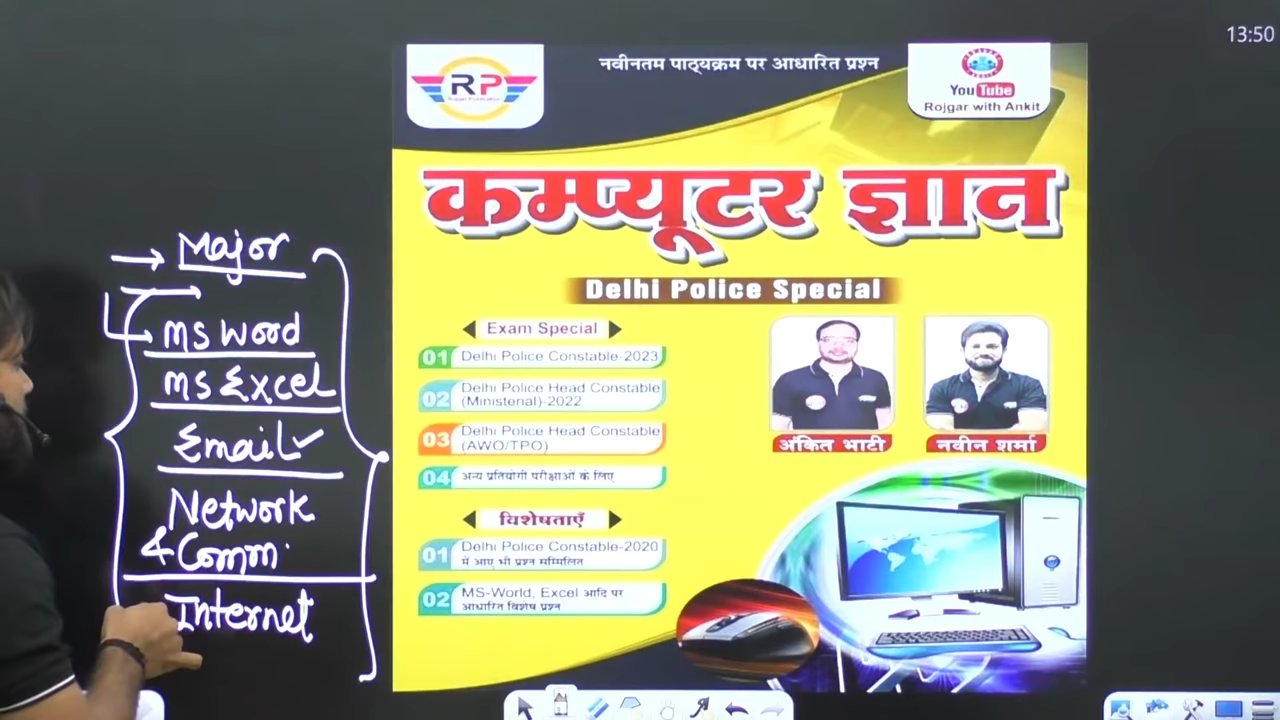 13:50
RP
नवीनतम पाठ्यक्रम पर आधारित प्रश्न
YouTube
Rojgar with Ankit
कम्प्यूटर ज्ञान
Delhi Police Special
Exam Special
01 Delhi Police Constable-2023
02 Delhi Police Head Constable
(Ministenal)-2022
03 Delhi Police Head Constable
(AWO/TPO)
04 अन्य प्रतियोगी परीक्षाओं के लिए
विशेषताएँ
01 Delhi Police Constable-2020
में आए भी प्रश्न सम्मिलित
02 MS-World, Excel आदि पर
आधारित विशेष प्रश्न
अंकित भाटी
नवीन शर्मा
→ Major
MS Word
MS Excel
Email ✓
Network
& Comm.
Internet